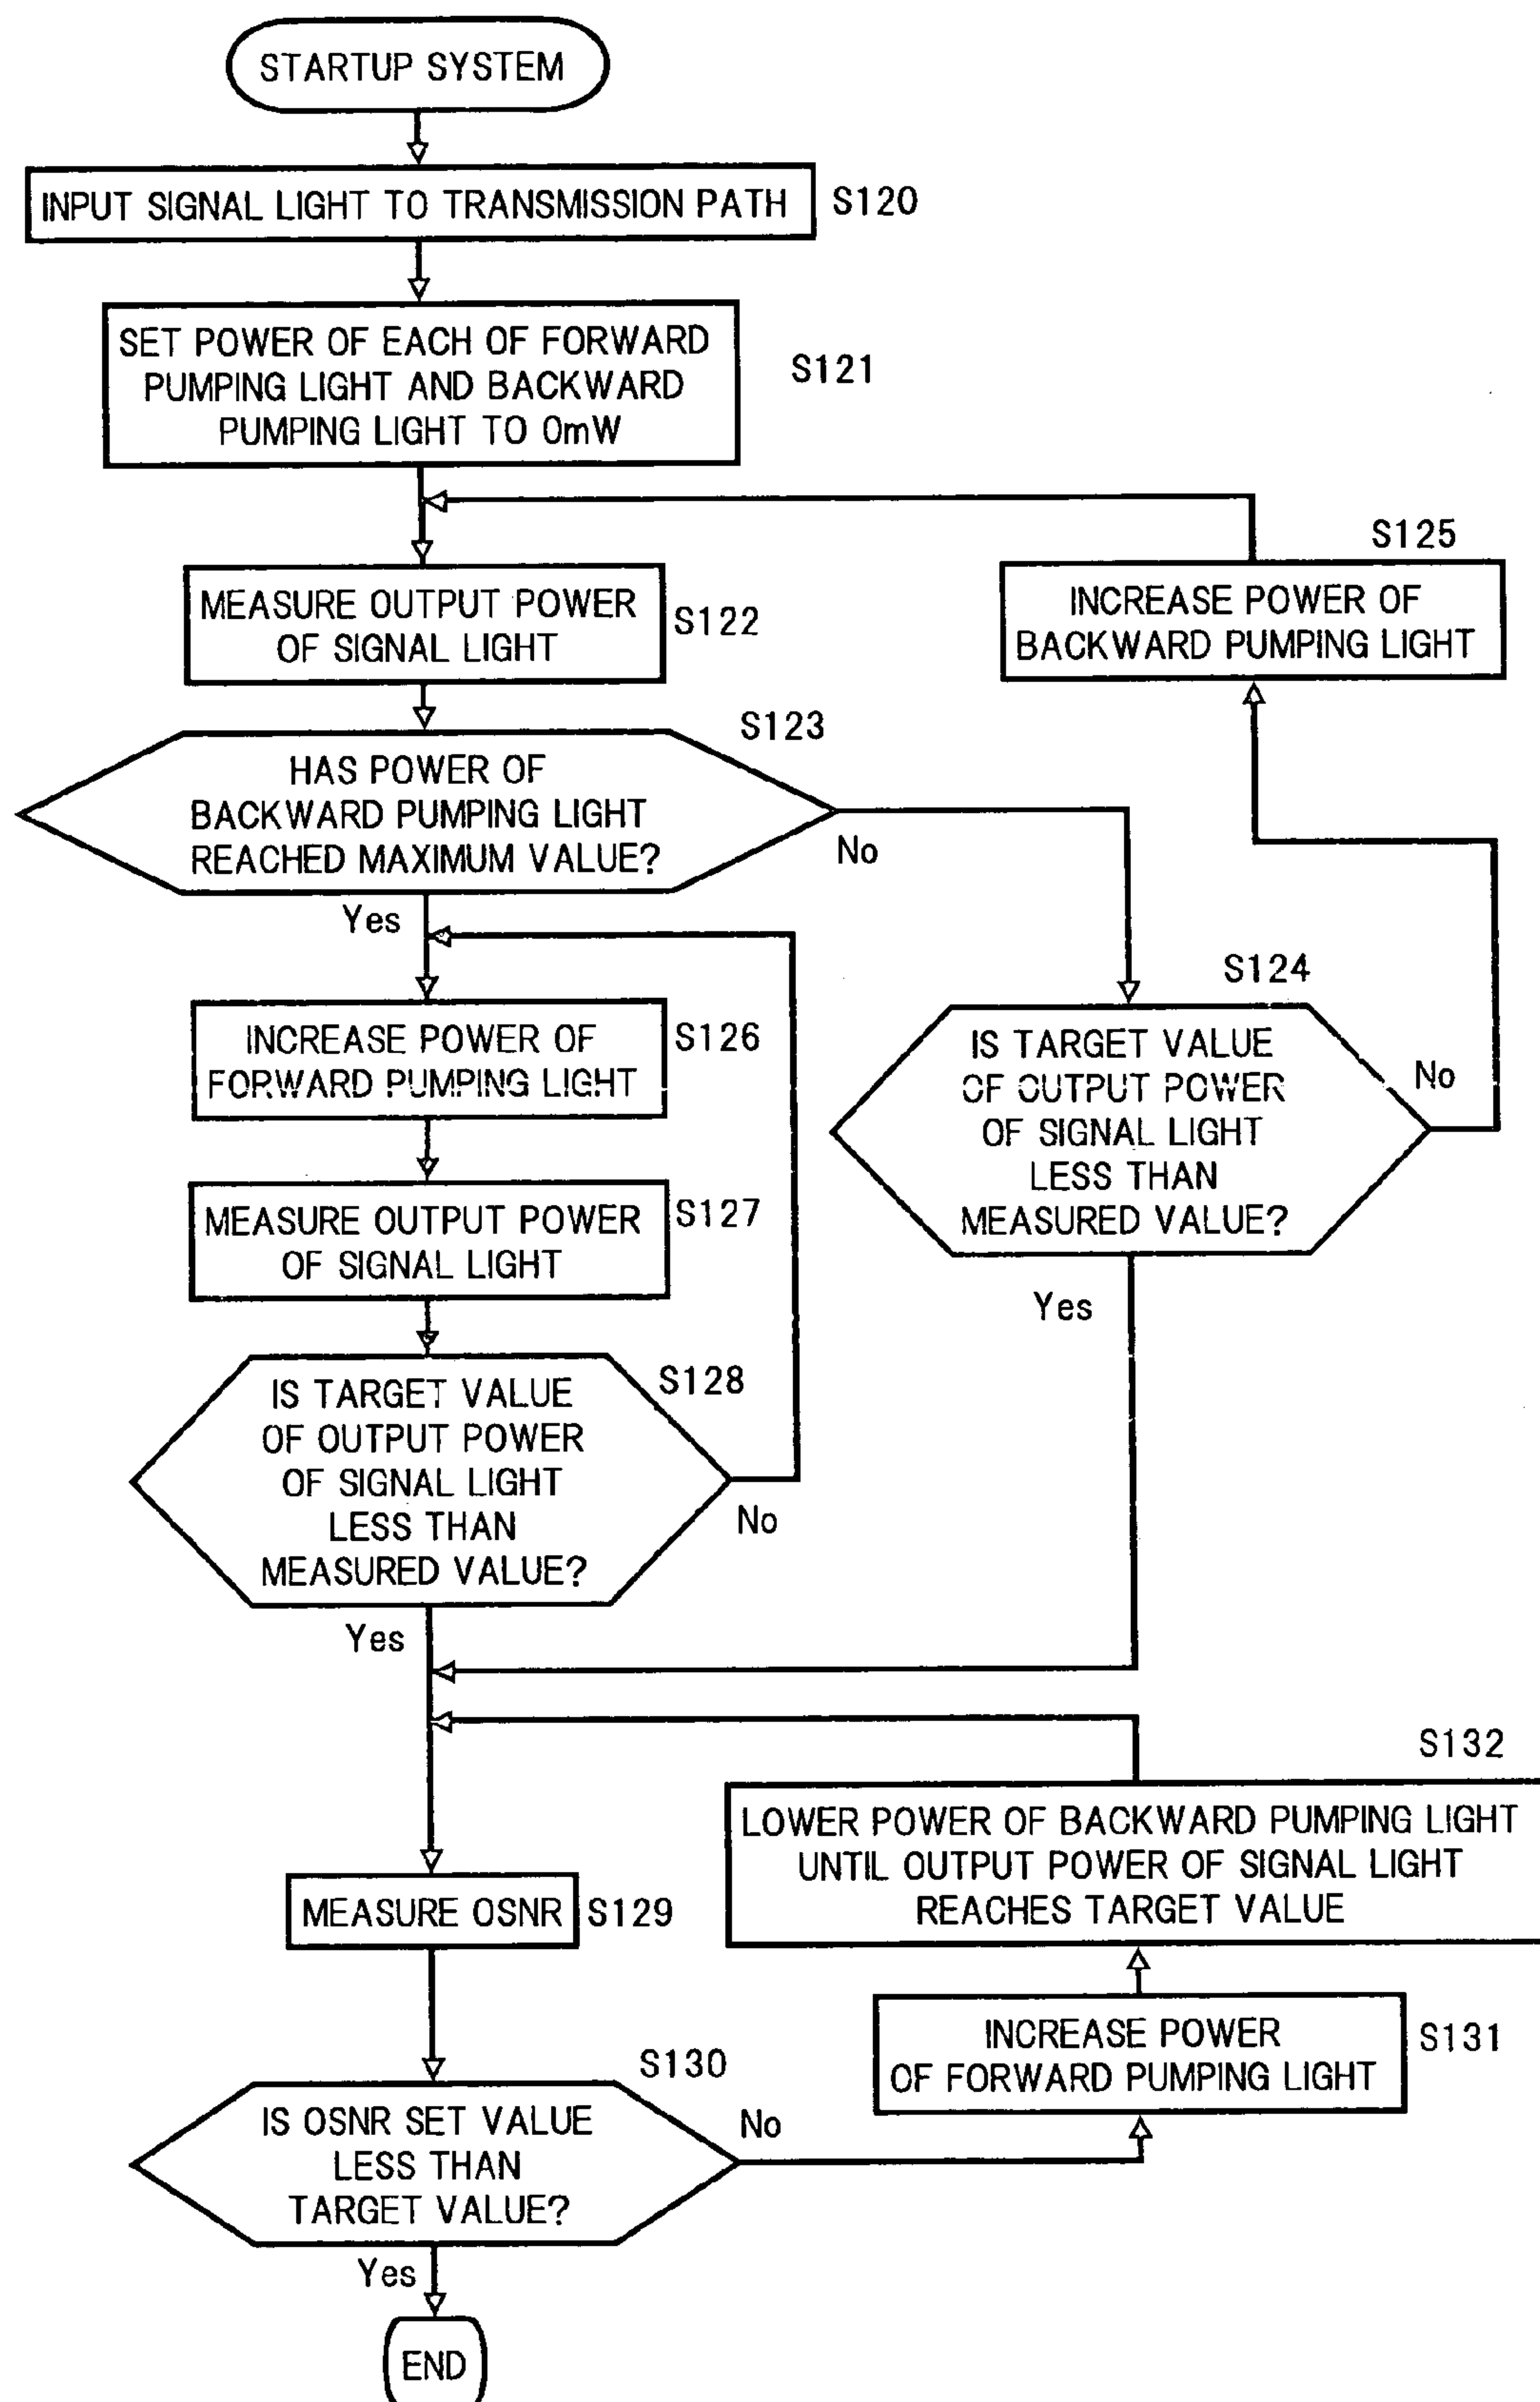 STARTUP SYSTEM
INPUT SIGNAL LIGHT TO TRANSMISSION PATH
S120
SET POWER OF EACH OF FORWARD
PUMPING LIGHT AND BACKWARD
PUMPING LIGHT TO 0mW
S121
MEASURE OUTPUT POWER
OF SIGNAL LIGHT
S122
S125
INCREASE POWER OF
BACKWARD PUMPING LIGHT
S123
HAS POWER OF
BACKWARD PUMPING LIGHT
REACHED MAXIMUM VALUE?
No
Yes
S124
IS TARGET VALUE
OF OUTPUT POWER
OF SIGNAL LIGHT
LESS THAN
MEASURED VALUE?
No
Yes
INCREASE POWER OF
FORWARD PUMPING LIGHT
S126
MEASURE OUTPUT POWER
OF SIGNAL LIGHT
S127
S128
IS TARGET VALUE
OF OUTPUT POWER
OF SIGNAL LIGHT
LESS THAN
MEASURED VALUE?
No
Yes
S132
LOWER POWER OF BACKWARD PUMPING LIGHT
UNTIL OUTPUT POWER OF SIGNAL LIGHT
REACHES TARGET VALUE
MEASURE OSNR
S129
INCREASE POWER
OF FORWARD PUMPING LIGHT
S131
S130
IS OSNR SET VALUE
LESS THAN
TARGET VALUE?
No
Yes
END